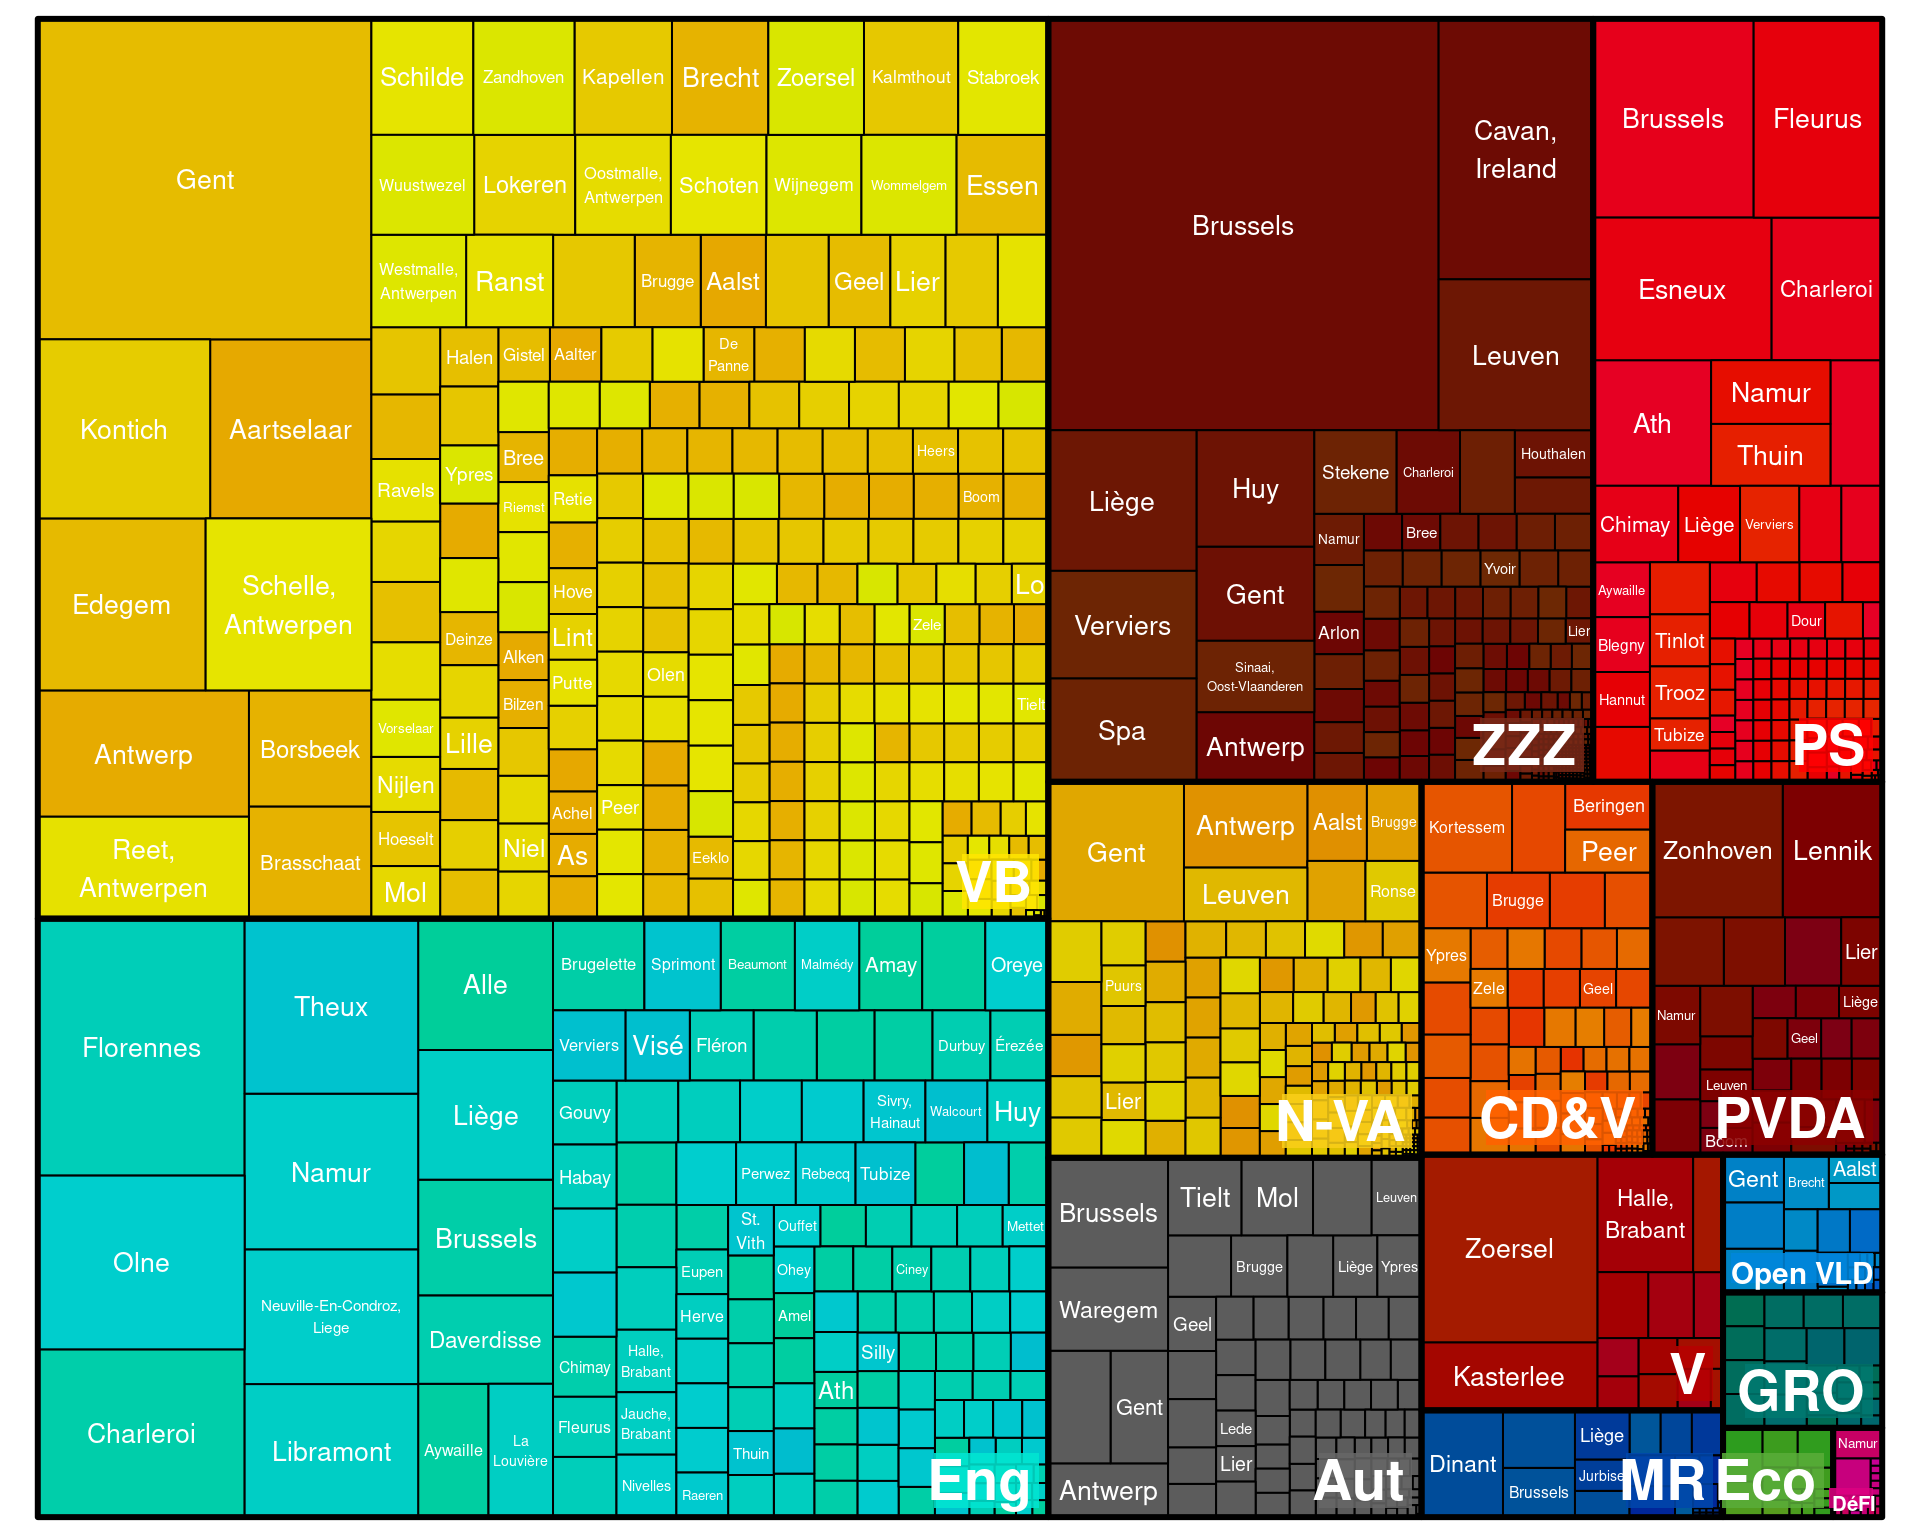 Gent
Schilde
Zandhoven
Kapellen
Brecht
Zoersel
Kalmthout
Stabroek
Wuustwezel
Lokeren
Oostmalle,
Antwerpen
Schoten
Wijnegem
Wommelgem
Essen
Westmalle,
Antwerpen
Ranst
Brugge
Aalst
Geel
Lier
Kontich
Aartselaar
Halen
Gistel
Aalter
De
Panne
Ravels
Ypres
Bree
Riemst
Retie
Heers
Boom
Edegem
Schelle,
Antwerpen
Deinze
Alken
Bilzen
Hove
Lint
Putte
Olen
Lo
Zele
Tielt
Antwerp
Borsbeek
Vorselaar
Lille
Nijlen
Reet,
Antwerpen
Brasschaat
Hoeselt
Mol
Niel
Achel
As
Peer
Eeklo
VB
Brussels
Cavan,
Ireland
Leuven
Liège
Huy
Stekene
Charleroi
Houthalen
Namur
Bree
Yvoir
Verviers
Gent
Arlon
Lier
Sinaai,
Oost-Vlaanderen
Spa
Antwerp
ZZZ
Brussels
Fleurus
Esneux
Charleroi
Ath
Namur
Thuin
Chimay
Liège
Verviers
Aywaille
Dour
Blegny
Tinlot
Hannut
Trooz
Tubize
PS
Florennes
Theux
Alle
Brugelette
Sprimont
Beaumont
Malmédy
Amay
Oreye
Verviers
Visé
Fléron
Durbuy
Érezée
Olne
Namur
Liège
Gouvy
Sivry,
Hainaut
Walcourt
Huy
Habay
Perwez
Rebecq
Tubize
Brussels
St.
Vith
Ouffet
Mettet
Eupen
Ohey
Ciney
Neuville-En-Condroz,
Liege
Herve
Amel
Daverdisse
Chimay
Halle,
Brabant
Silly
Ath
Charleroi
Libramont
Aywaille
La
Louvière
Fleurus
Jauche,
Brabant
Thuin
Nivelles
Raeren
Eng
Gent
Antwerp
Aalst
Brugge
Leuven
Ronse
Puurs
Lier
N-VA
Kortessem
Beringen
Peer
Brugge
Ypres
Zele
Geel
CD&V
Zonhoven
Lennik
Lier
Namur
Liège
Geel
Leuven
Boom
PVDA
Brussels
Tielt
Mol
Leuven
Brugge
Liège
Ypres
Waregem
Geel
Gent
Lede
Lier
Antwerp
Aut
Zoersel
Halle,
Brabant
Kasterlee
V
Gent
Brecht
Aalst
Open VLD
GRO
Dinant
Liège
Jurbise
Brussels
MR
Eco
Namur
DéFI